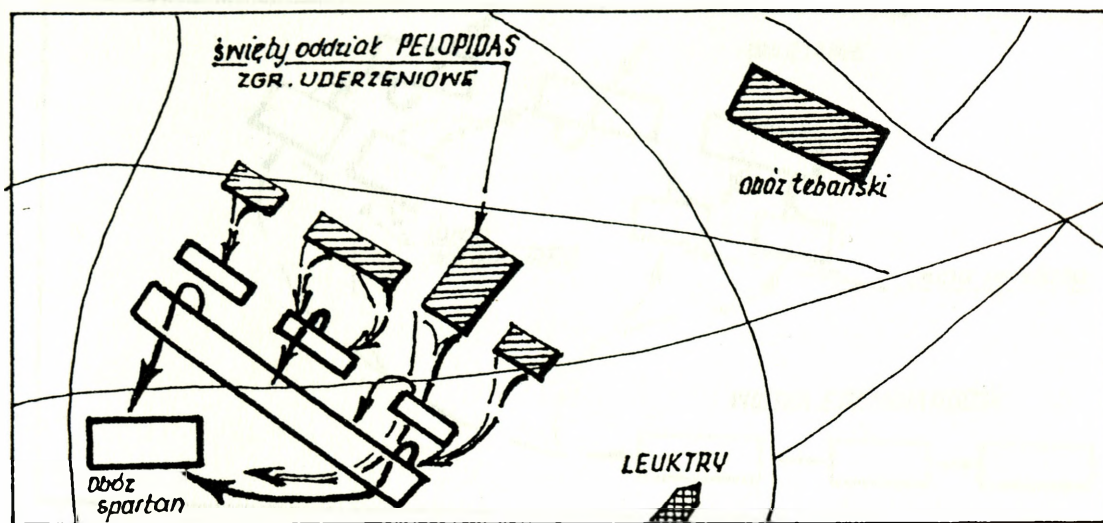 święty oddział PELOPIDAS
ZGR. UDERZENIOWE
obóz tebański
LEUKTRY
Obóz
spartan